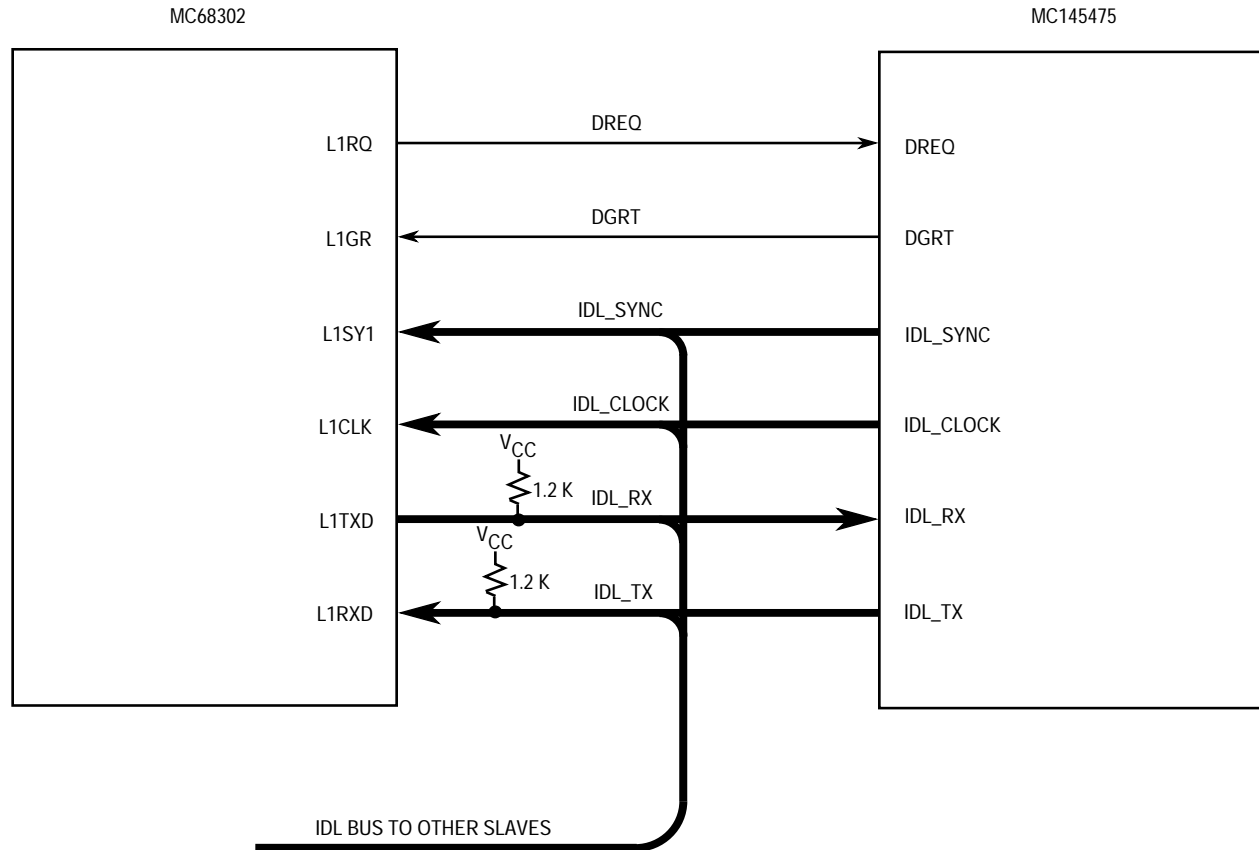 MC68302
MC145475
L1RQ
DREQ
DREQ
L1GR
DGRT
DGRT
L1SY1
IDL_SYNC
IDL_SYNC
L1CLK
IDL_CLOCK
IDL_CLOCK
VCC
1.2 K
L1TXD
IDL_RX
IDL_RX
VCC
1.2 K
L1RXD
IDL_TX
IDL_TX
IDL BUS TO OTHER SLAVES